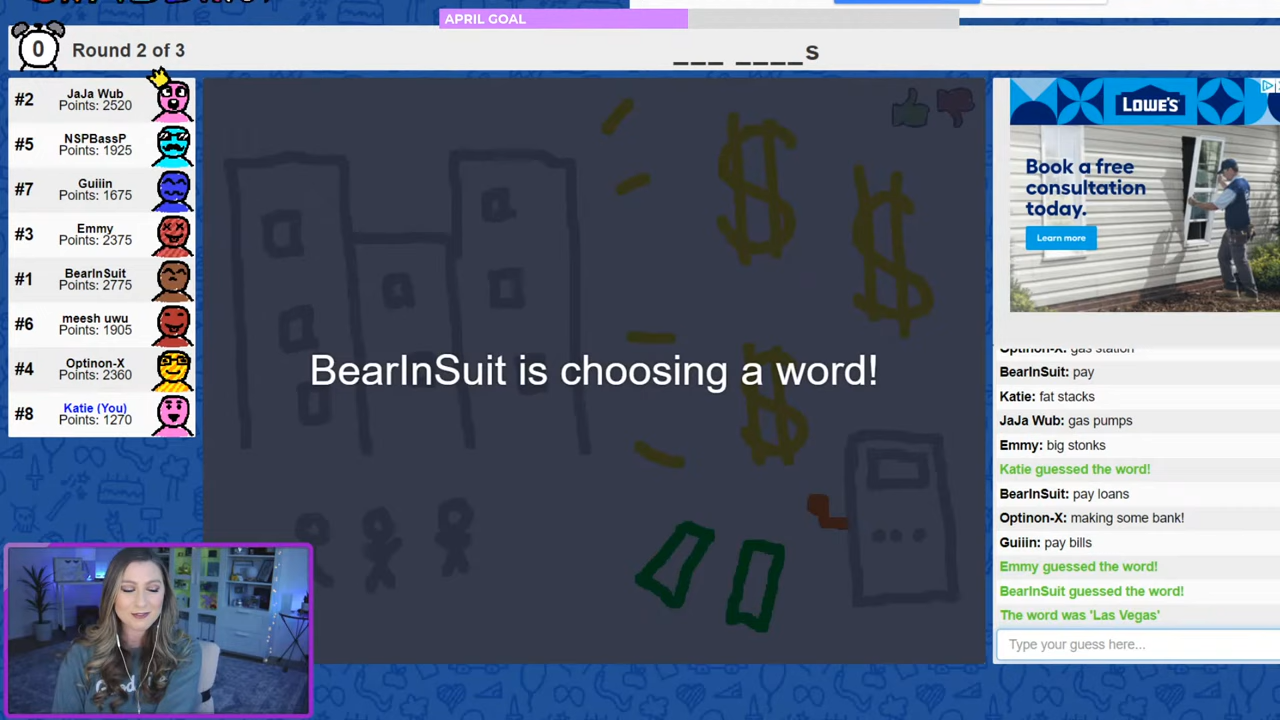 APRIL GOAL
0
Round 2 of 3
___ ____s
#2 JaJa Wub
Points: 2520
#5 NSPBassP
Points: 1925
#7 Guiiin
Points: 1675
#3 Emmy
Points: 2375
#1 BearInSuit
Points: 2775
#6 meesh uwu
Points: 1905
#4 Optinon-X
Points: 2360
#8 Katie (You)
Points: 1270
$ $
$
BearInSuit is choosing a word!
LOWE'S
Book a free
consultation
today.
Learn more
Optinon-X: gas station
BearInSuit: pay
Katie: fat stacks
JaJa Wub: gas pumps
Emmy: big stonks
Katie guessed the word!
BearInSuit: pay loans
Optinon-X: making some bank!
Guiiin: pay bills
Emmy guessed the word!
BearInSuit guessed the word!
The word was 'Las Vegas'
Type your guess here...